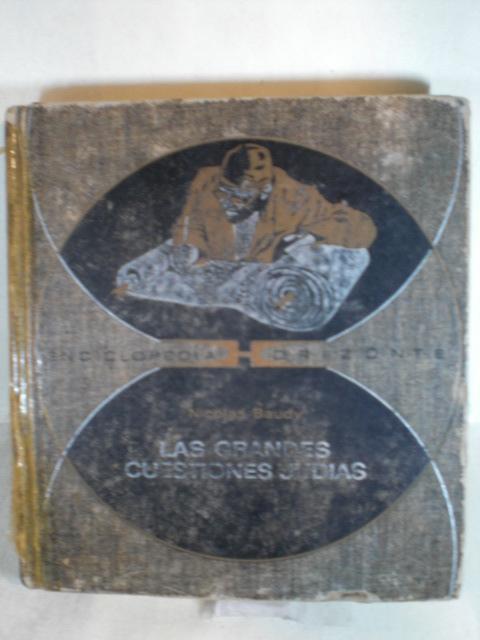 ENCICLOPEDIA HORIZONTE
Nicolas Baudy
LAS GRANDES
CUESTIONES JUDIAS